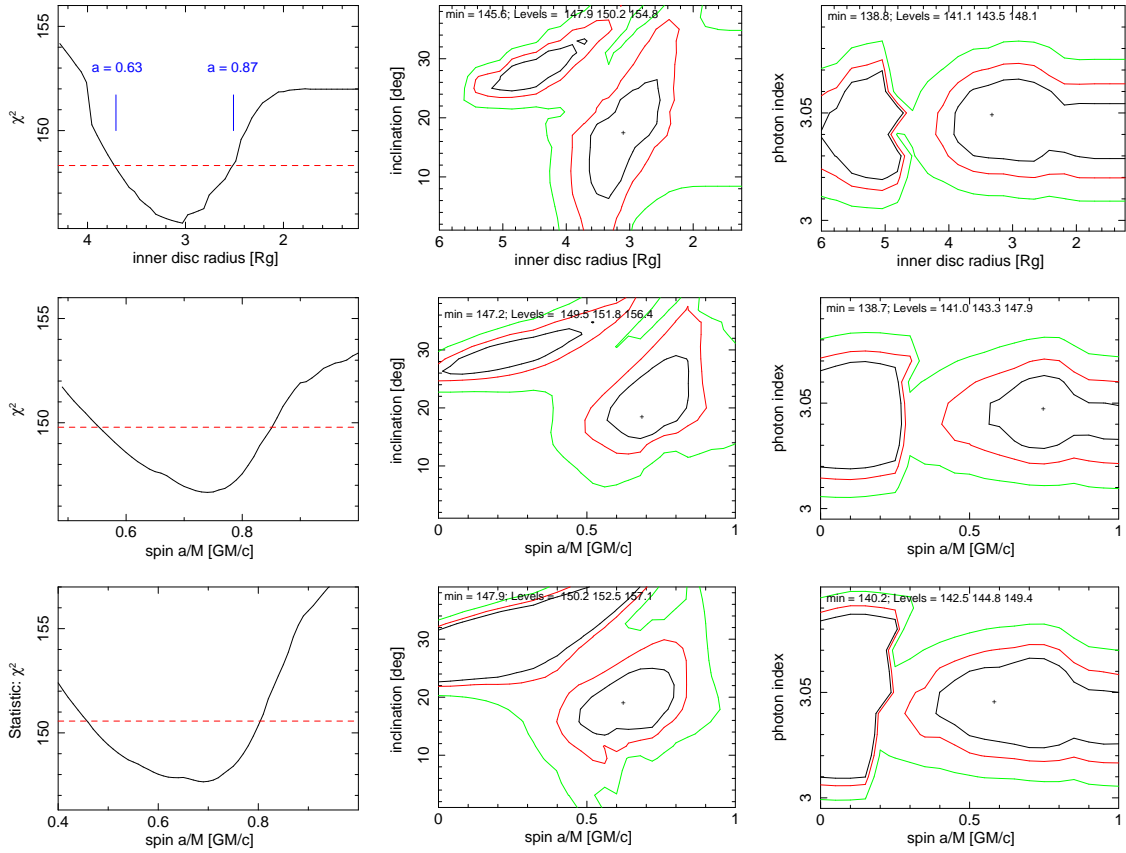 155
150
χ²
a = 0.63
a = 0.87
4
3
2
inner disc radius [Rg]
min = 145.6; Levels = 147.9 150.2 154.8
30
20
10
inclination [deg]
6
5
4
3
2
inner disc radius [Rg]
min = 138.8; Levels = 141.1 143.5 148.1
3.05
3
photon index
6
5
4
3
2
inner disc radius [Rg]
155
150
χ²
0.6
0.8
spin a/M [GM/c]
min = 147.2; Levels = 149.5 151.8 156.4
30
20
10
inclination [deg]
0
0.5
1
spin a/M [GM/c]
min = 138.7; Levels = 141.0 143.3 147.9
3.05
3
photon index
0
0.5
1
spin a/M [GM/c]
155
150
Statistic: χ²
0.4
0.6
0.8
spin a/M [GM/c]
min = 147.9; Levels = 150.2 152.5 157.1
30
20
10
inclination [deg]
0
0.5
1
spin a/M [GM/c]
min = 140.2; Levels = 142.5 144.8 149.4
3.05
3
photon index
0
0.2
0.4
0.6
0.8
1
spin a/M [GM/c]